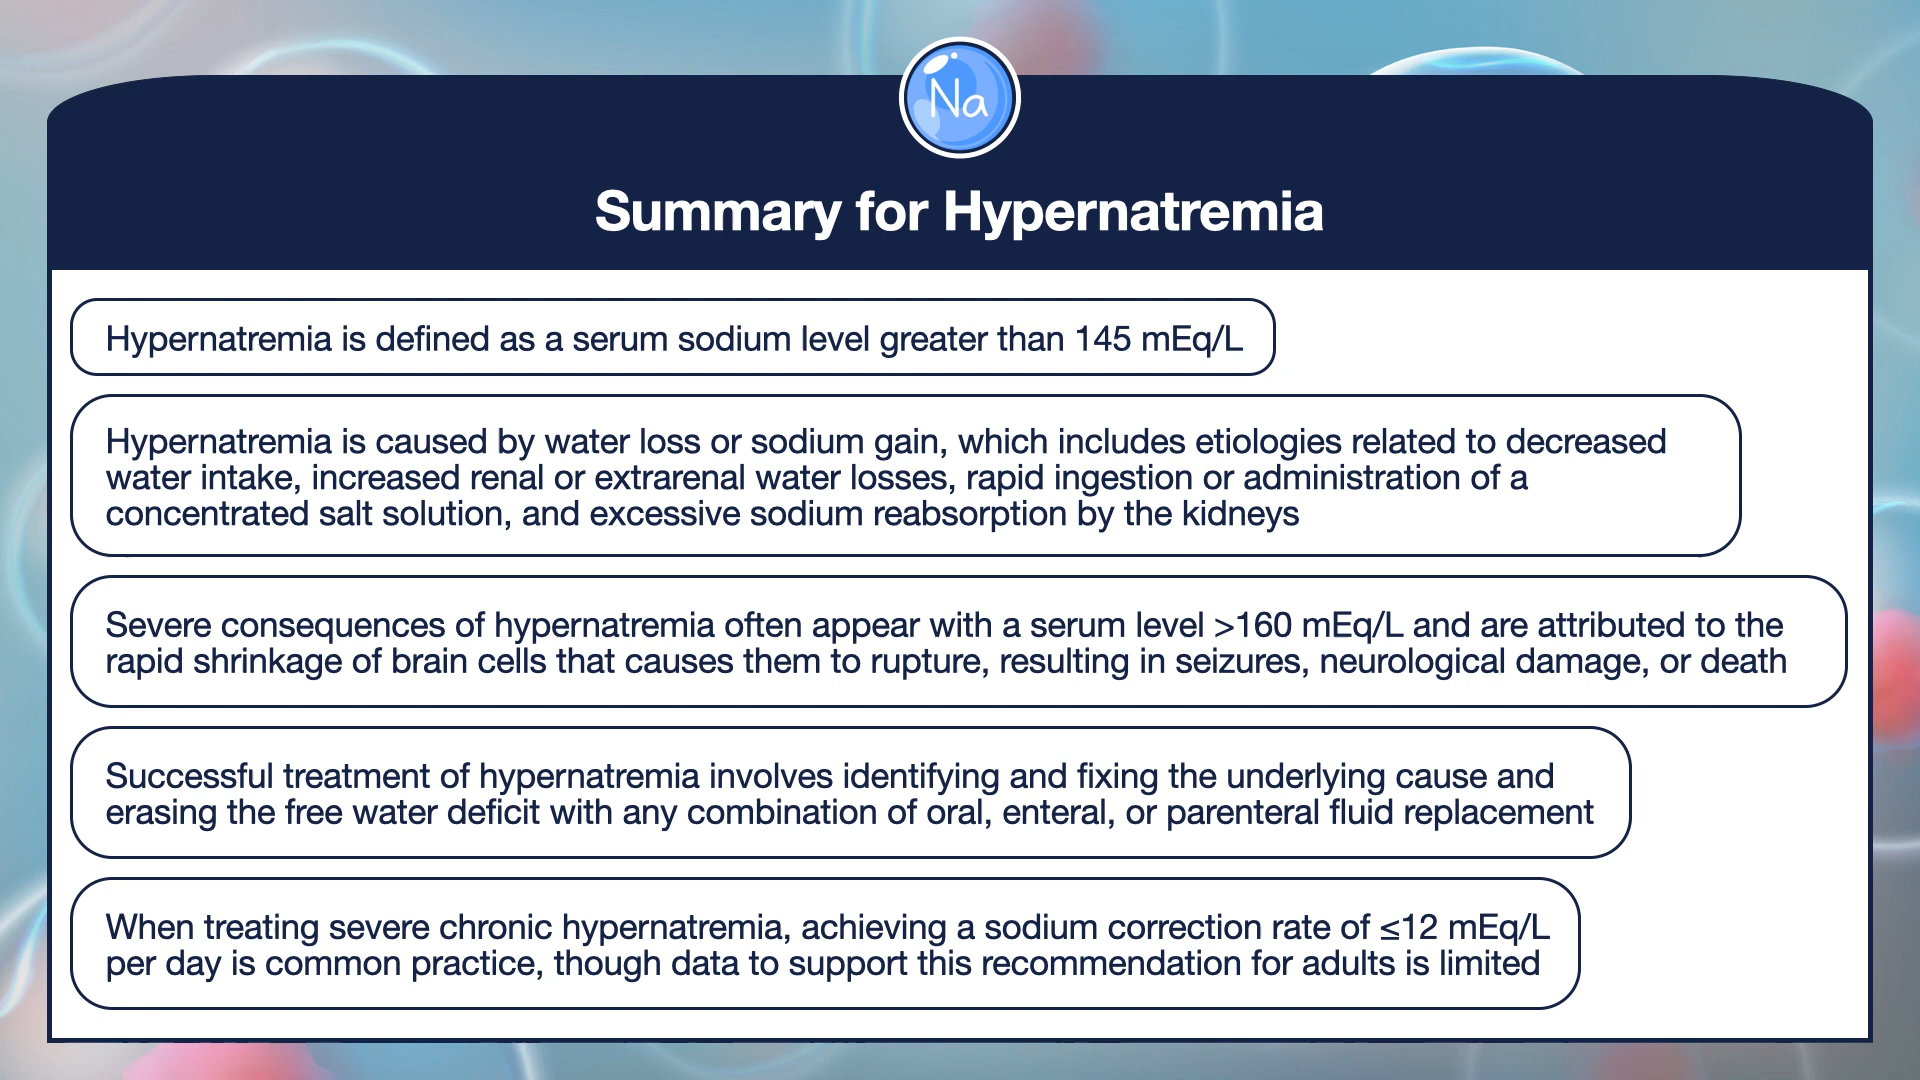 Na
Summary for Hypernatremia
Hypernatremia is defined as a serum sodium level greater than 145 mEq/L
Hypernatremia is caused by water loss or sodium gain, which includes etiologies related to decreased
water intake, increased renal or extrarenal water losses, rapid ingestion or administration of a
concentrated salt solution, and excessive sodium reabsorption by the kidneys
Severe consequences of hypernatremia often appear with a serum level >160 mEq/L and are attributed to the
rapid shrinkage of brain cells that causes them to rupture, resulting in seizures, neurological damage, or death
Successful treatment of hypernatremia involves identifying and fixing the underlying cause and
erasing the free water deficit with any combination of oral, enteral, or parenteral fluid replacement
When treating severe chronic hypernatremia, achieving a sodium correction rate of ≤12 mEq/L
per day is common practice, though data to support this recommendation for adults is limited